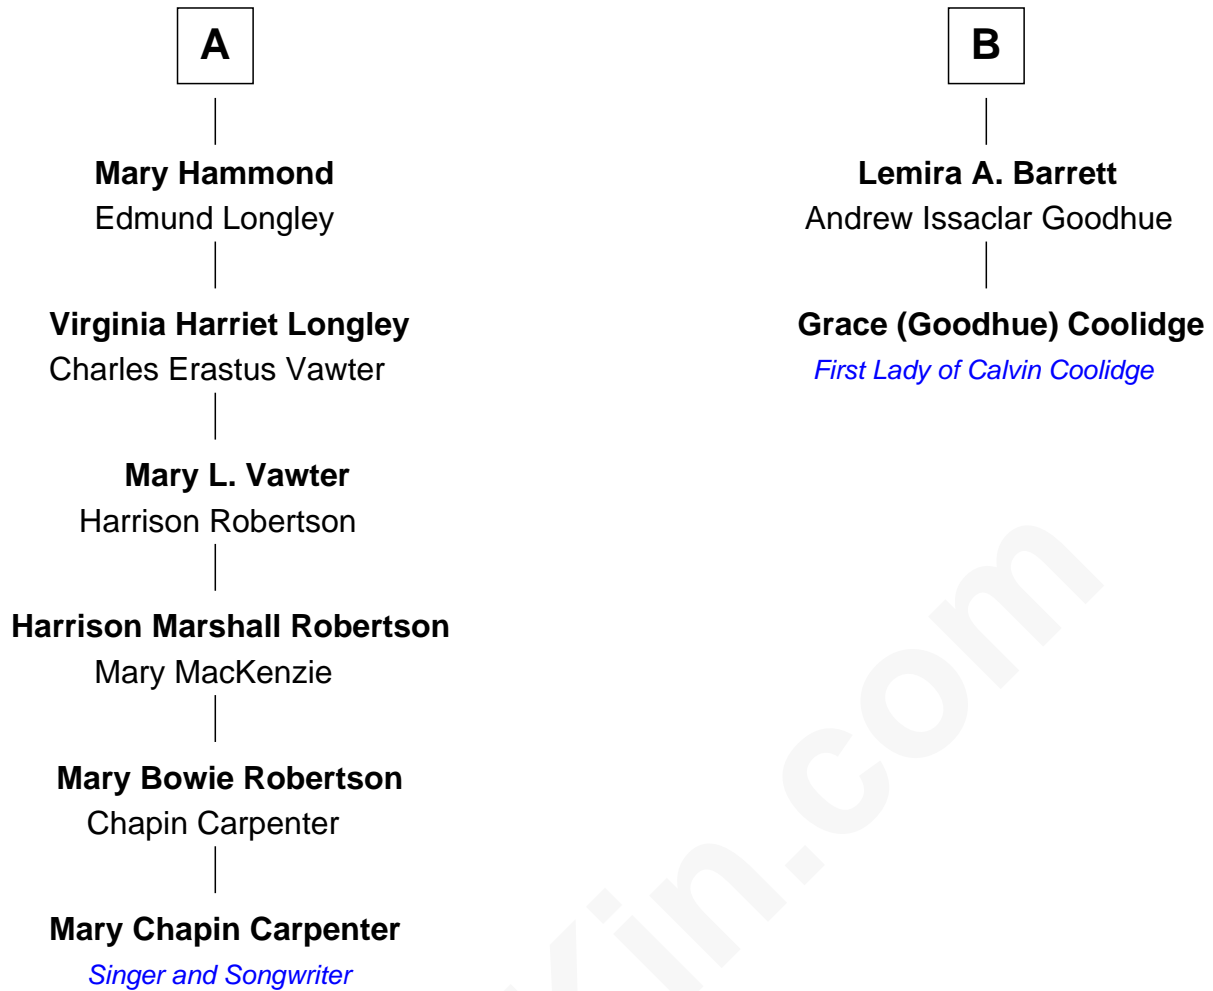 A
Mary Hammond
Edmund Longley
Virginia Harriet Longley
Charles Erastus Vawter
Mary L. Vawter
Harrison Robertson
Harrison Marshall Robertson
Mary MacKenzie
Mary Bowie Robertson
Chapin Carpenter
Mary Chapin Carpenter
Singer and Songwriter
B
Lemira A. Barrett
Andrew Issaclar Goodhue
Grace (Goodhue) Coolidge
First Lady of Calvin Coolidge
kin.com